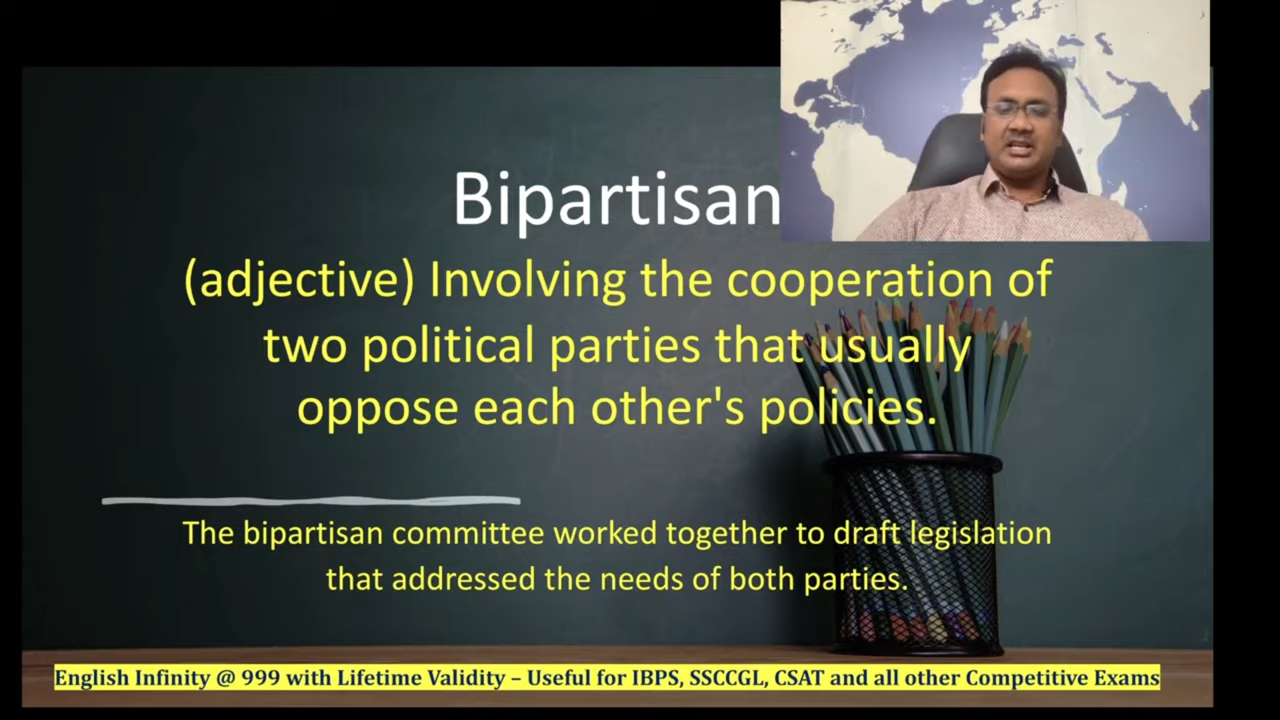 Bipartisan
(adjective) Involving the cooperation of
two political parties that usually
oppose each other's policies.
The bipartisan committee worked together to draft legislation
that addressed the needs of both parties.
English Infinity @ 999 with Lifetime Validity – Useful for IBPS, SSCCGL, CSAT and all other Competitive Exams